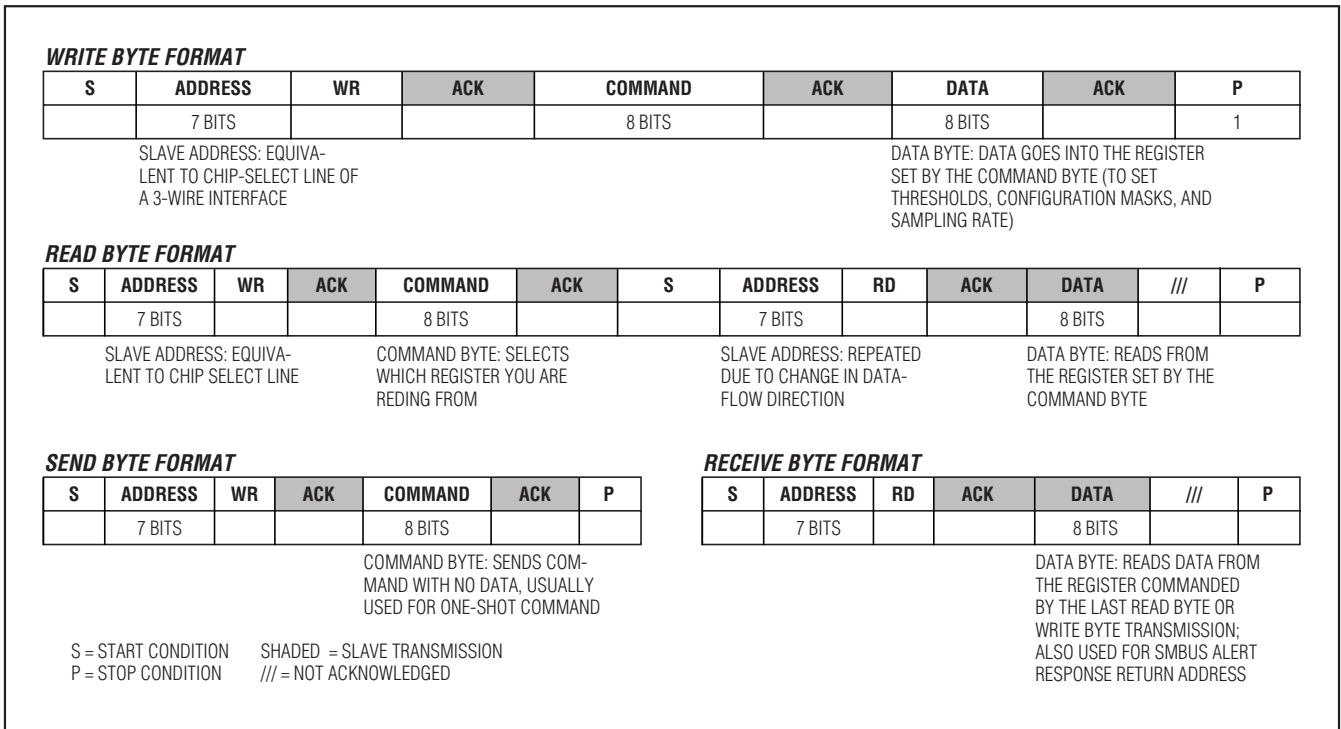 WRITE BYTE FORMAT
S ADDRESS WR ACK COMMAND ACK DATA ACK P
7 BITS 8 BITS 8 BITS 1
SLAVE ADDRESS: EQUIVA-
LENT TO CHIP-SELECT LINE OF
A 3-WIRE INTERFACE
DATA BYTE: DATA GOES INTO THE REGISTER
SET BY THE COMMAND BYTE (TO SET
THRESHOLDS, CONFIGURATION MASKS, AND
SAMPLING RATE)
READ BYTE FORMAT
S ADDRESS WR ACK COMMAND ACK S ADDRESS RD ACK DATA /// P
7 BITS 8 BITS 7 BITS 8 BITS
SLAVE ADDRESS: EQUIVA-
LENT TO CHIP SELECT LINE
COMMAND BYTE: SELECTS
WHICH REGISTER YOU ARE
REDING FROM
SLAVE ADDRESS: REPEATED
DUE TO CHANGE IN DATA-
FLOW DIRECTION
DATA BYTE: READS FROM
THE REGISTER SET BY THE
COMMAND BYTE
SEND BYTE FORMAT
S ADDRESS WR ACK COMMAND ACK P
7 BITS 8 BITS
COMMAND BYTE: SENDS COM-
MAND WITH NO DATA, USUALLY
USED FOR ONE-SHOT COMMAND
RECEIVE BYTE FORMAT
S ADDRESS RD ACK DATA /// P
7 BITS 8 BITS
DATA BYTE: READS DATA FROM
THE REGISTER COMMANDED
BY THE LAST READ BYTE OR
WRITE BYTE TRANSMISSION;
ALSO USED FOR SMBUS ALERT
RESPONSE RETURN ADDRESS
S = START CONDITION SHADED = SLAVE TRANSMISSION
P = STOP CONDITION /// = NOT ACKNOWLEDGED